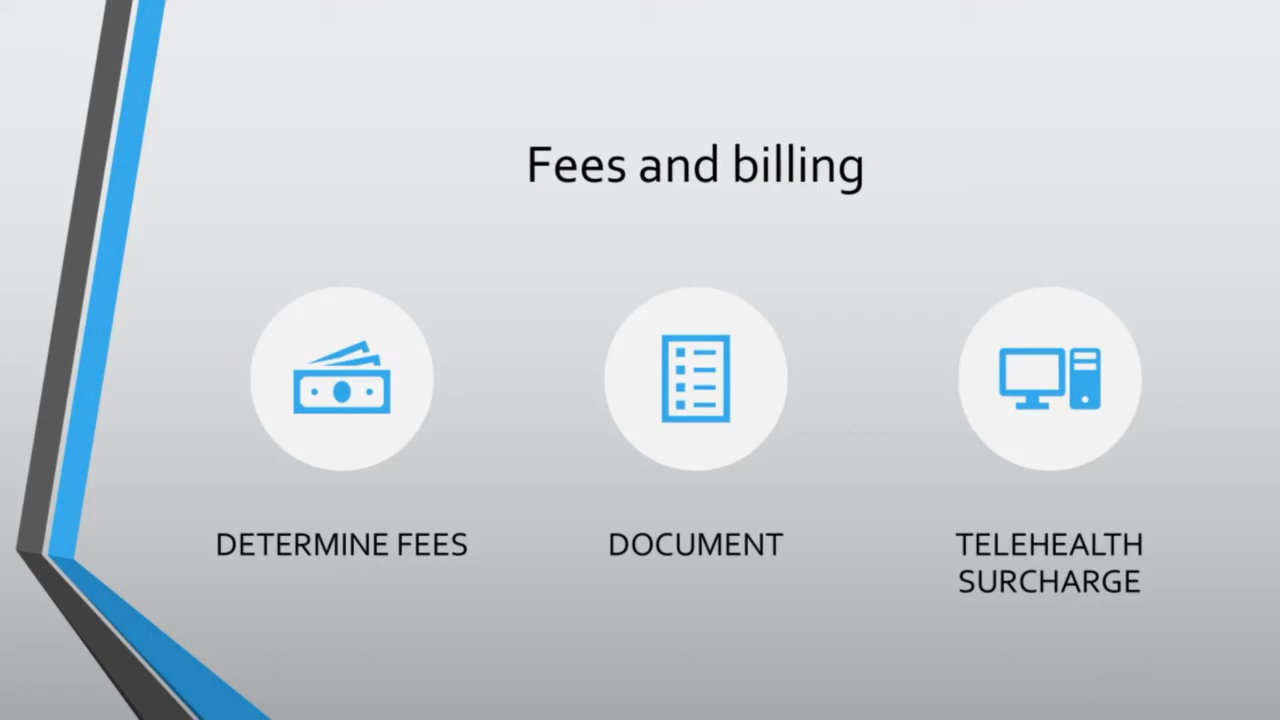 Fees and billing
DETERMINE FEES
DOCUMENT
TELEHEALTH
SURCHARGE